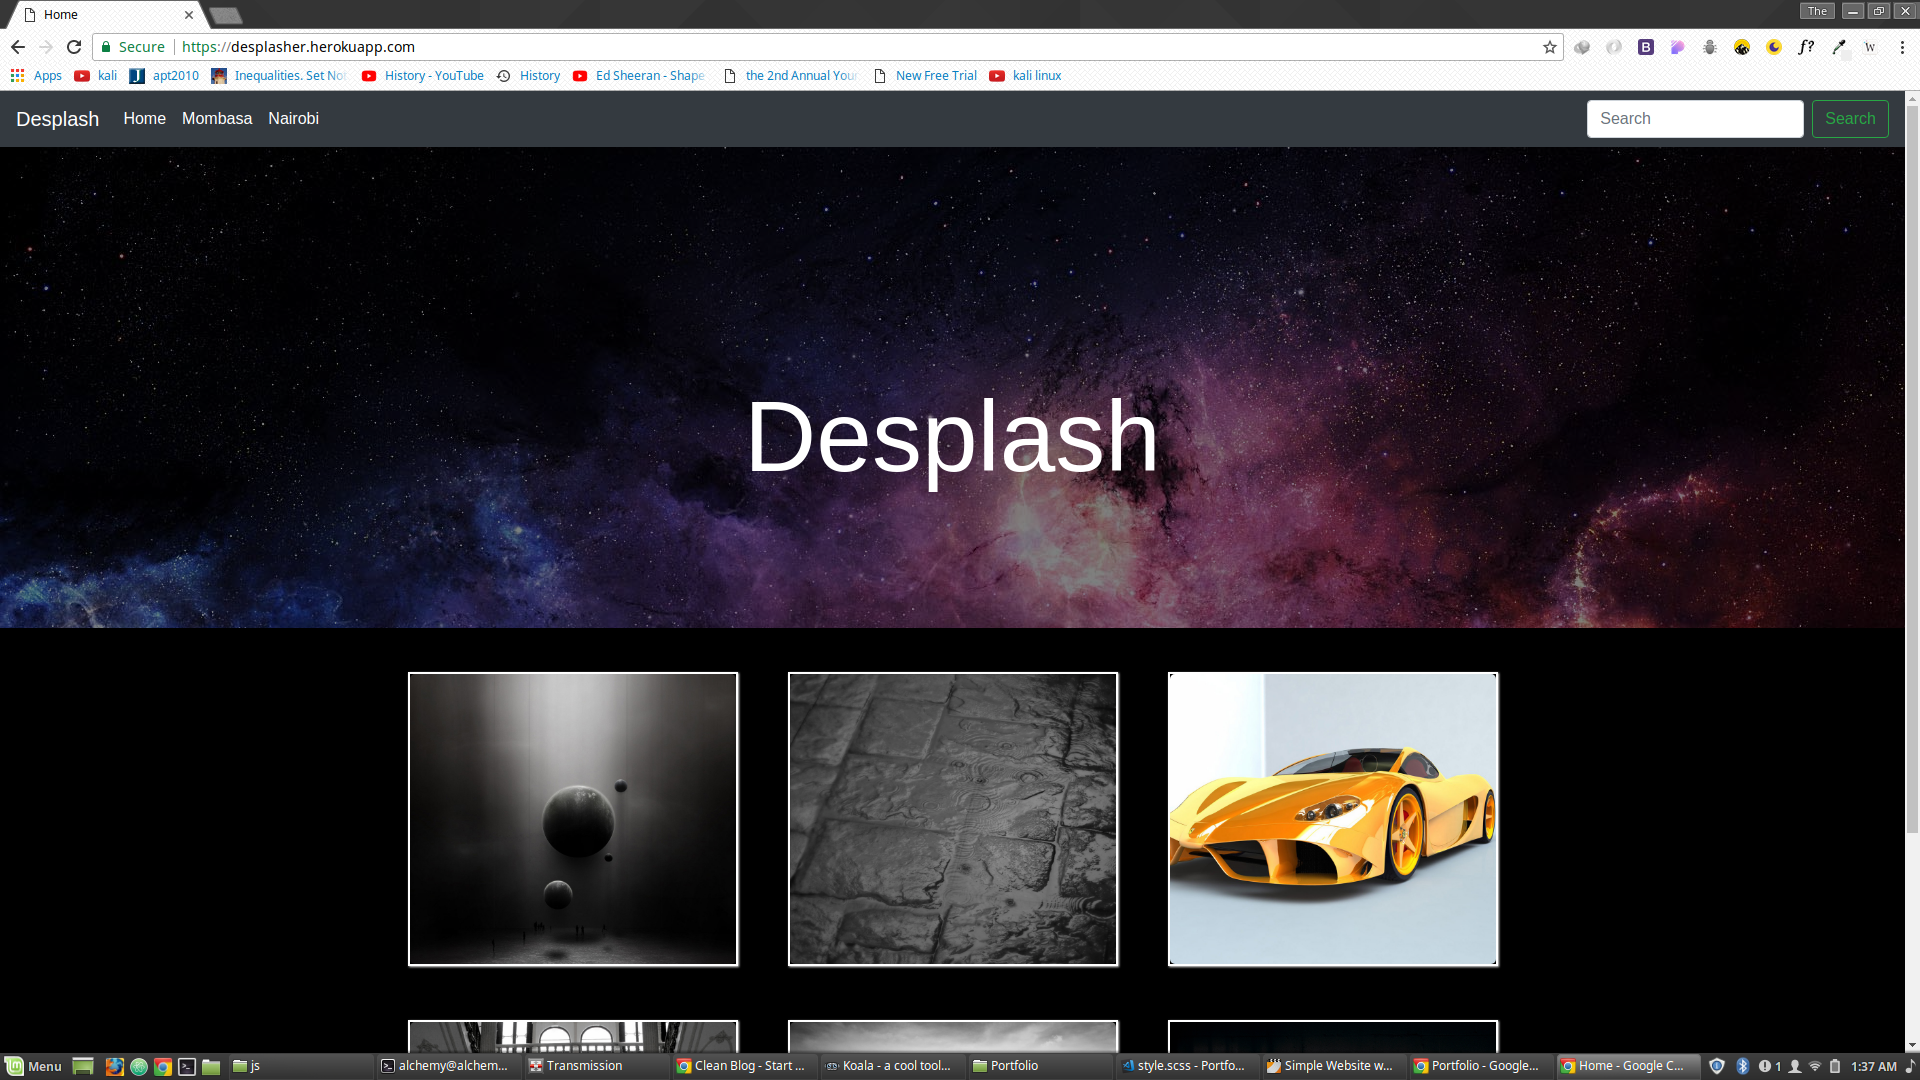 Home
The
Secure
https://desplasher.herokuapp.com
Apps
kali
apt2010
Inequalities. Set No
History - YouTube
History
Ed Sheeran - Shape
the 2nd Annual You
New Free Trial
kali linux
Desplash
Home
Mombasa
Nairobi
Search
Search
Desplash
Menu
js
alchemy@alchem...
Transmission
Clean Blog - Start ...
Koala - a cool tool...
Portfolio
style.scss - Portfo...
Simple Website w...
Portfolio - Google...
Home - Google C...
1
1:37 AM